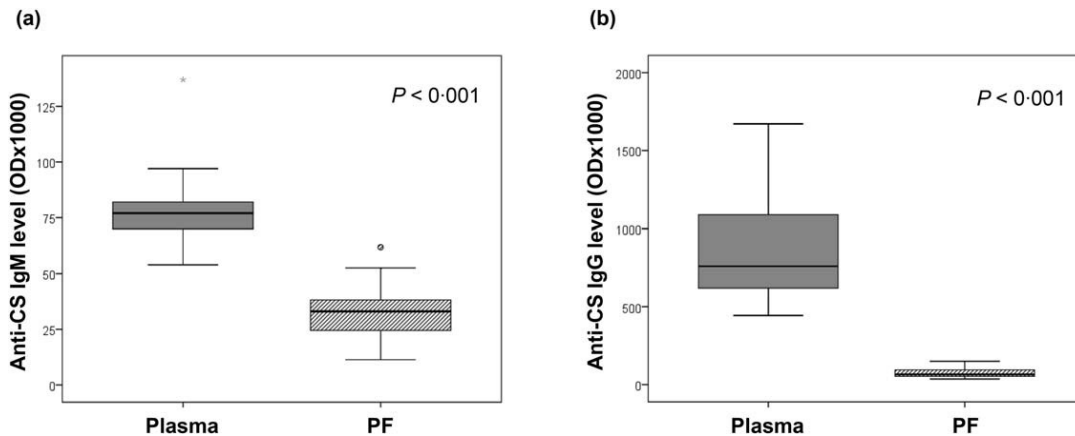 (a)
Anti-CS IgM level (ODx1000)
125
100
75
50
25
0
P < 0·001
Plasma
PF
(b)
Anti-CS IgG level (ODx1000)
2000
1500
1000
500
0
P < 0·001
Plasma
PF